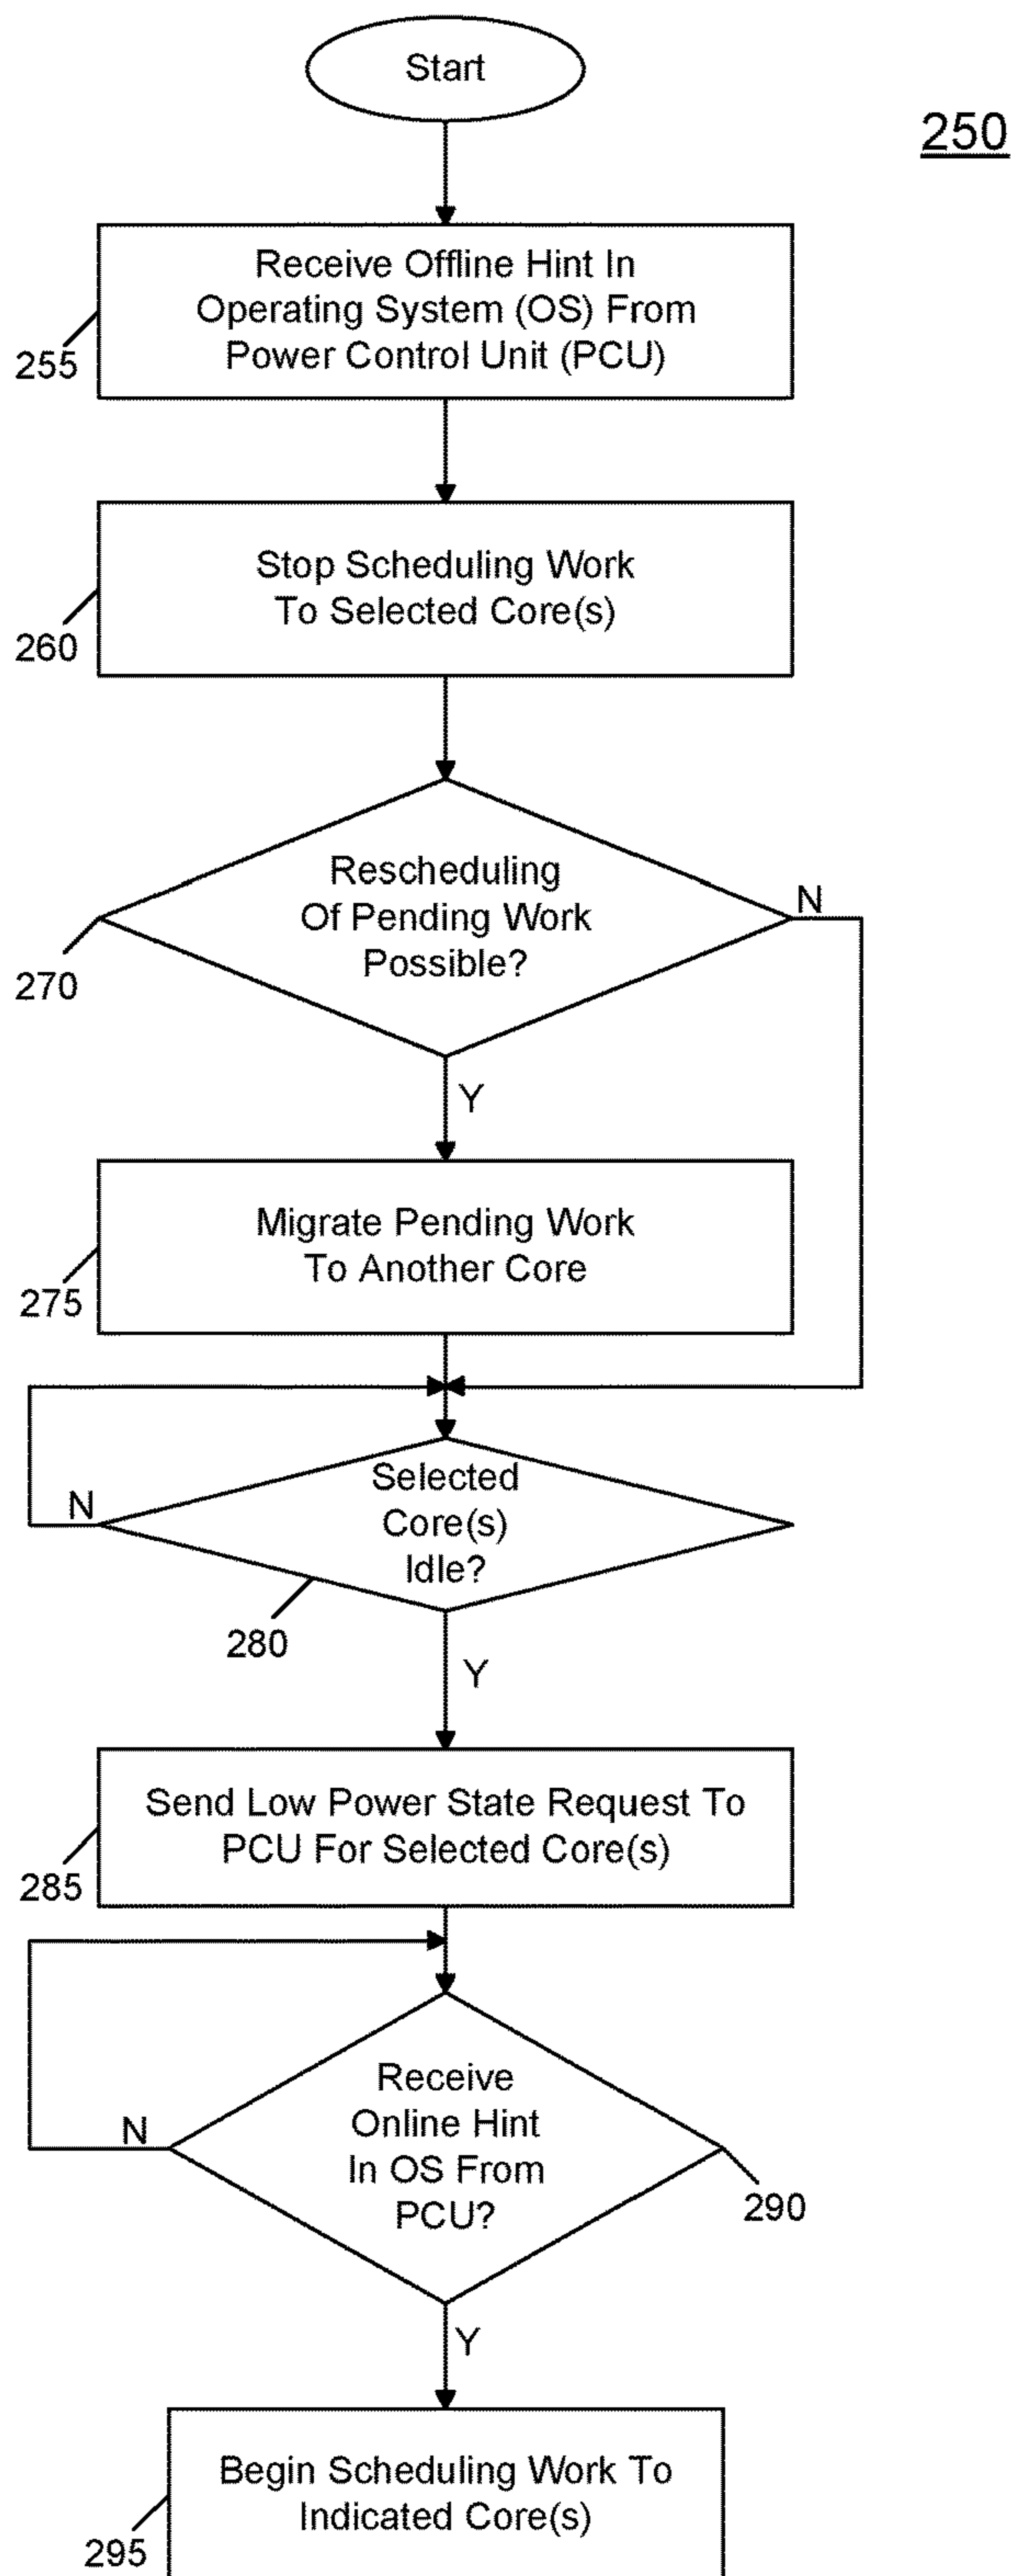 Start
250
Receive Offline Hint In
Operating System (OS) From
Power Control Unit (PCU)
255
Stop Scheduling Work
To Selected Core(s)
260
Rescheduling
Of Pending Work
Possible?
N
270
Y
Migrate Pending Work
To Another Core
275
Selected
Core(s)
Idle?
N
280
Y
Send Low Power State Request To
PCU For Selected Core(s)
285
Receive
Online Hint
In OS From
PCU?
N
290
Y
Begin Scheduling Work To
Indicated Core(s)
295